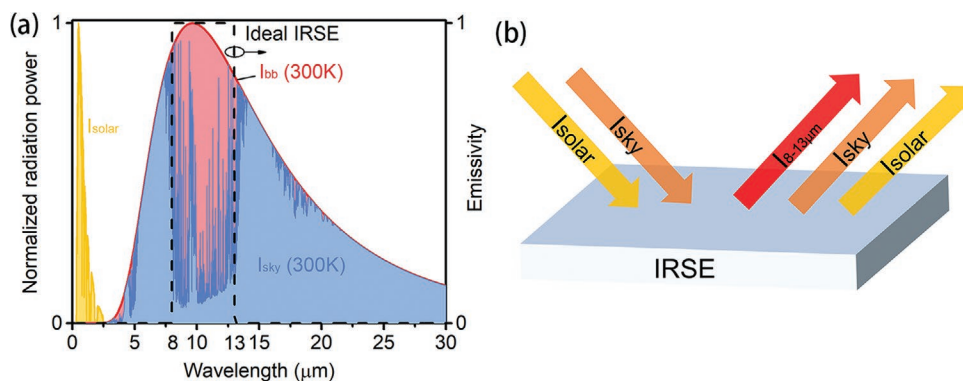 (a)
Normalized radiation power
1
0
Isolar
Ideal IRSE
Ibb (300K)
Isky (300K)
1
0
Emissivity
0 5 8 10 13 15 20 25 30
Wavelength (μm)
(b)
Isolar
Isky
I8-13μm
Isky
Isolar
IRSE